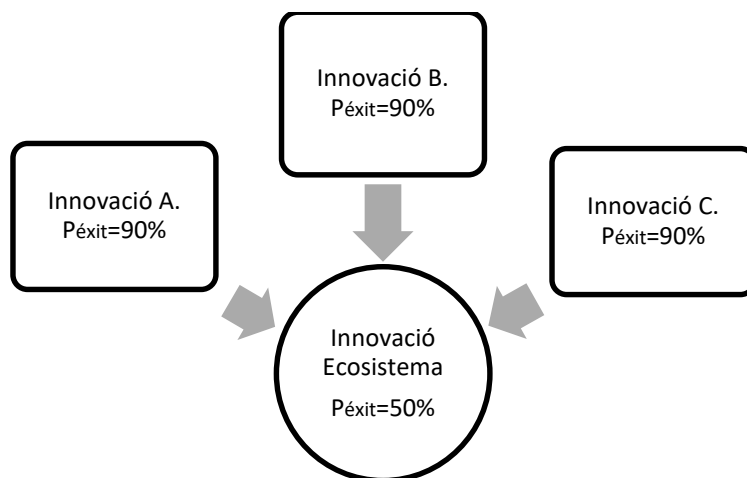 Innovació B.
Péxit=90%
Innovació A.
Péxit=90%
Innovació C.
Péxit=90%
Innovació
Ecosistema
Péxit=50%